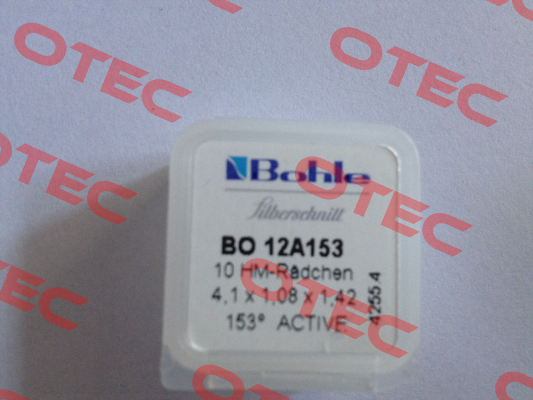 Bohle
Silberschnitt
BO 12A153
10 HM-Rädchen
4,1 x 1,08 x 1,42
153° ACTIVE
4255 4
OTEC
OTEC
OTEC
OTEC
OTEC
OTEC
OTEC
OTEC